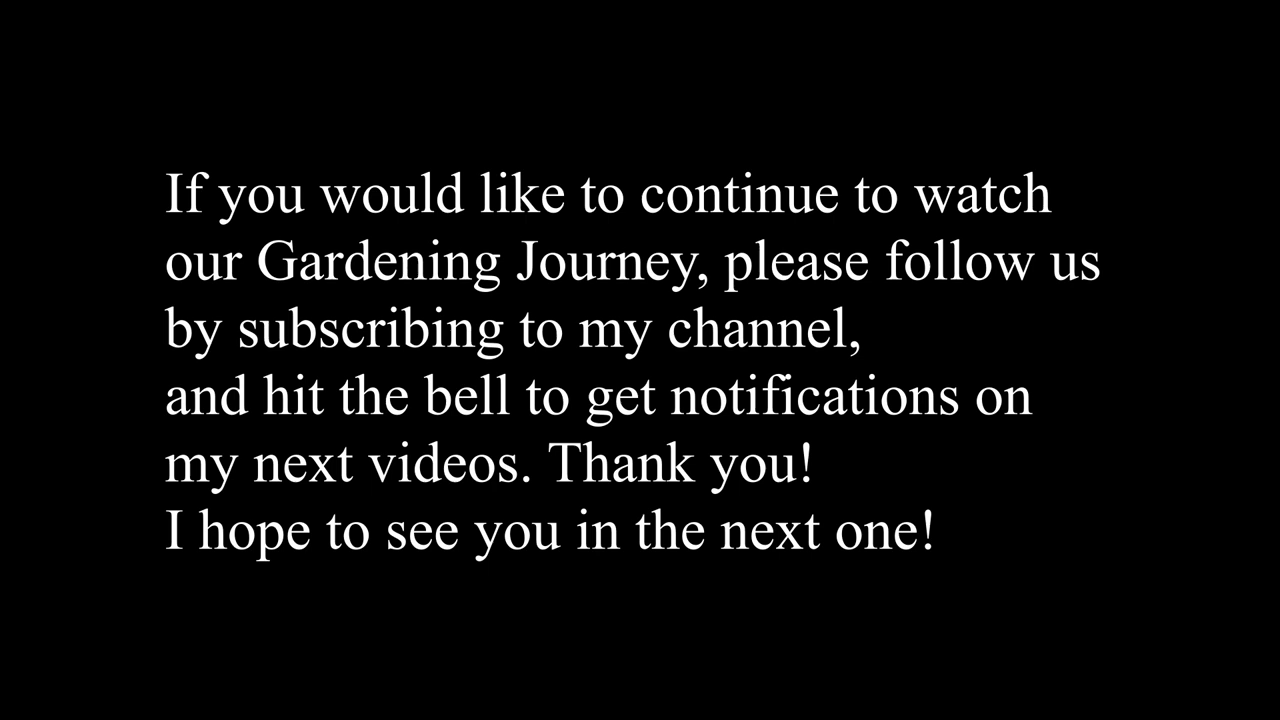 If you would like to continue to watch
our Gardening Journey, please follow us
by subscribing to my channel,
and hit the bell to get notifications on
my next videos. Thank you!
I hope to see you in the next one!